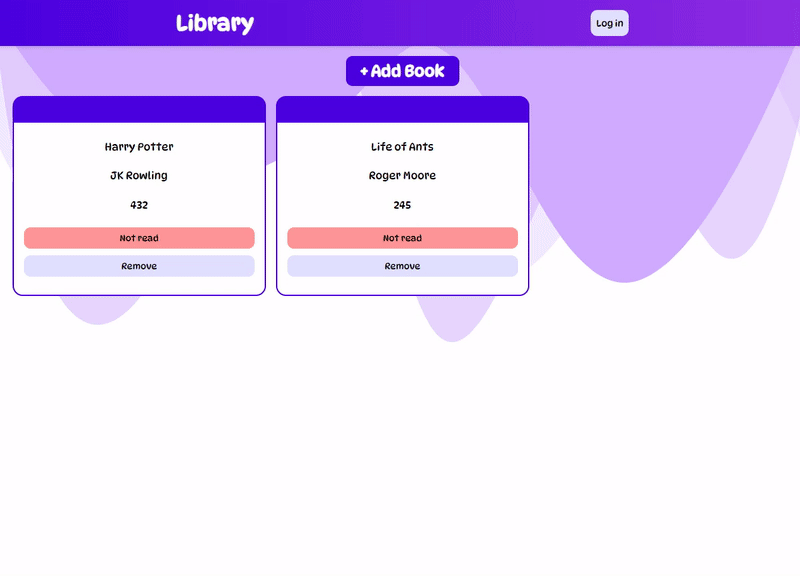 Library
Log in
+ Add Book
Harry Potter
JK Rowling
432
Not read
Remove
Life of Ants
Roger Moore
245
Not read
Remove